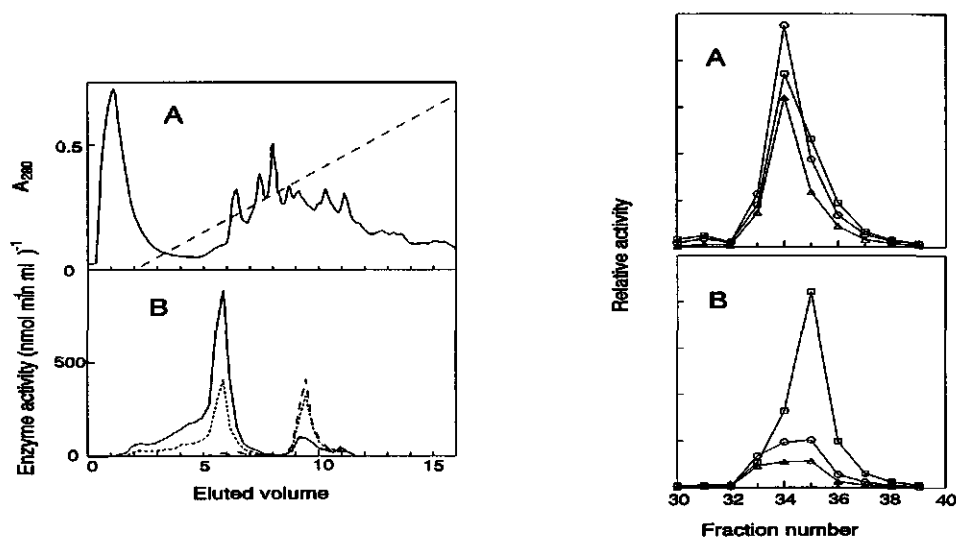 A
0.5
A280
0
B
Enzyme activity (nmol min ml )-1
500
0
0 5 10 15
Eluted volume
A
Relative activity
B
30 32 34 36 38 40
Fraction number